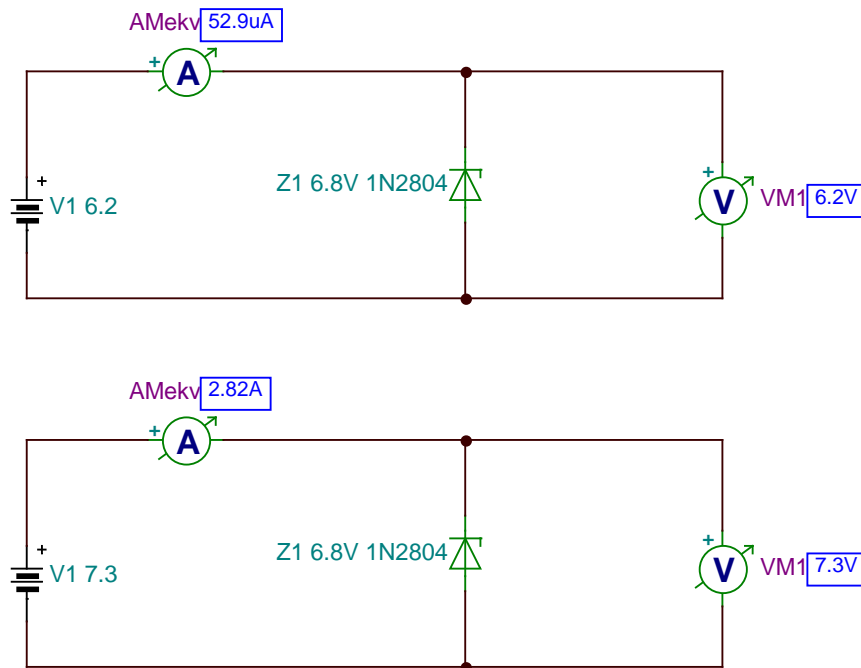 AMekv 52.9uA
+
A
+
V1 6.2
Z1 6.8V 1N2804
+
V
VM1 6.2V
AMekv 2.82A
+
A
+
V1 7.3
Z1 6.8V 1N2804
+
V
VM1 7.3V